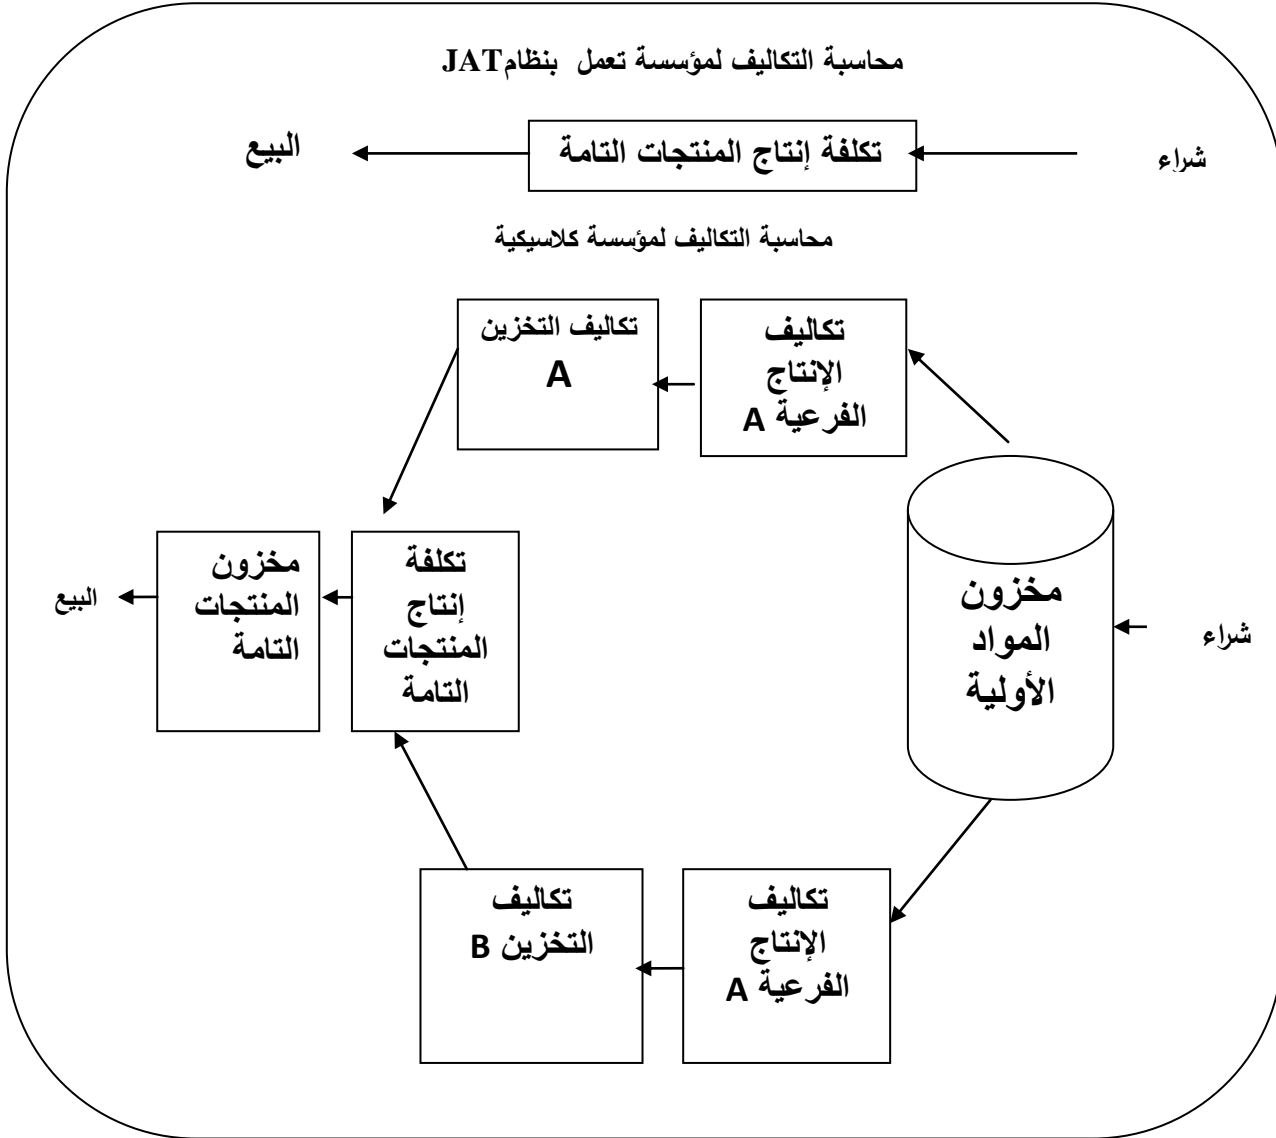 محاسبة التكاليف لمؤسسة تعمل بنظامJAT
شراء
تكلفة إنتاج المنتجات التامة
البيع
محاسبة التكاليف لمؤسسة كلاسيكية
تكاليف
الإنتاج
الفرعية A
تكاليف التخزين
A
شراء
مخزون
المواد
الأولية
تكلفة
إنتاج
المنتجات
التامة
مخزون
المنتجات
التامة
البيع
تكاليف
الإنتاج
الفرعية A
تكاليف
التخزين B